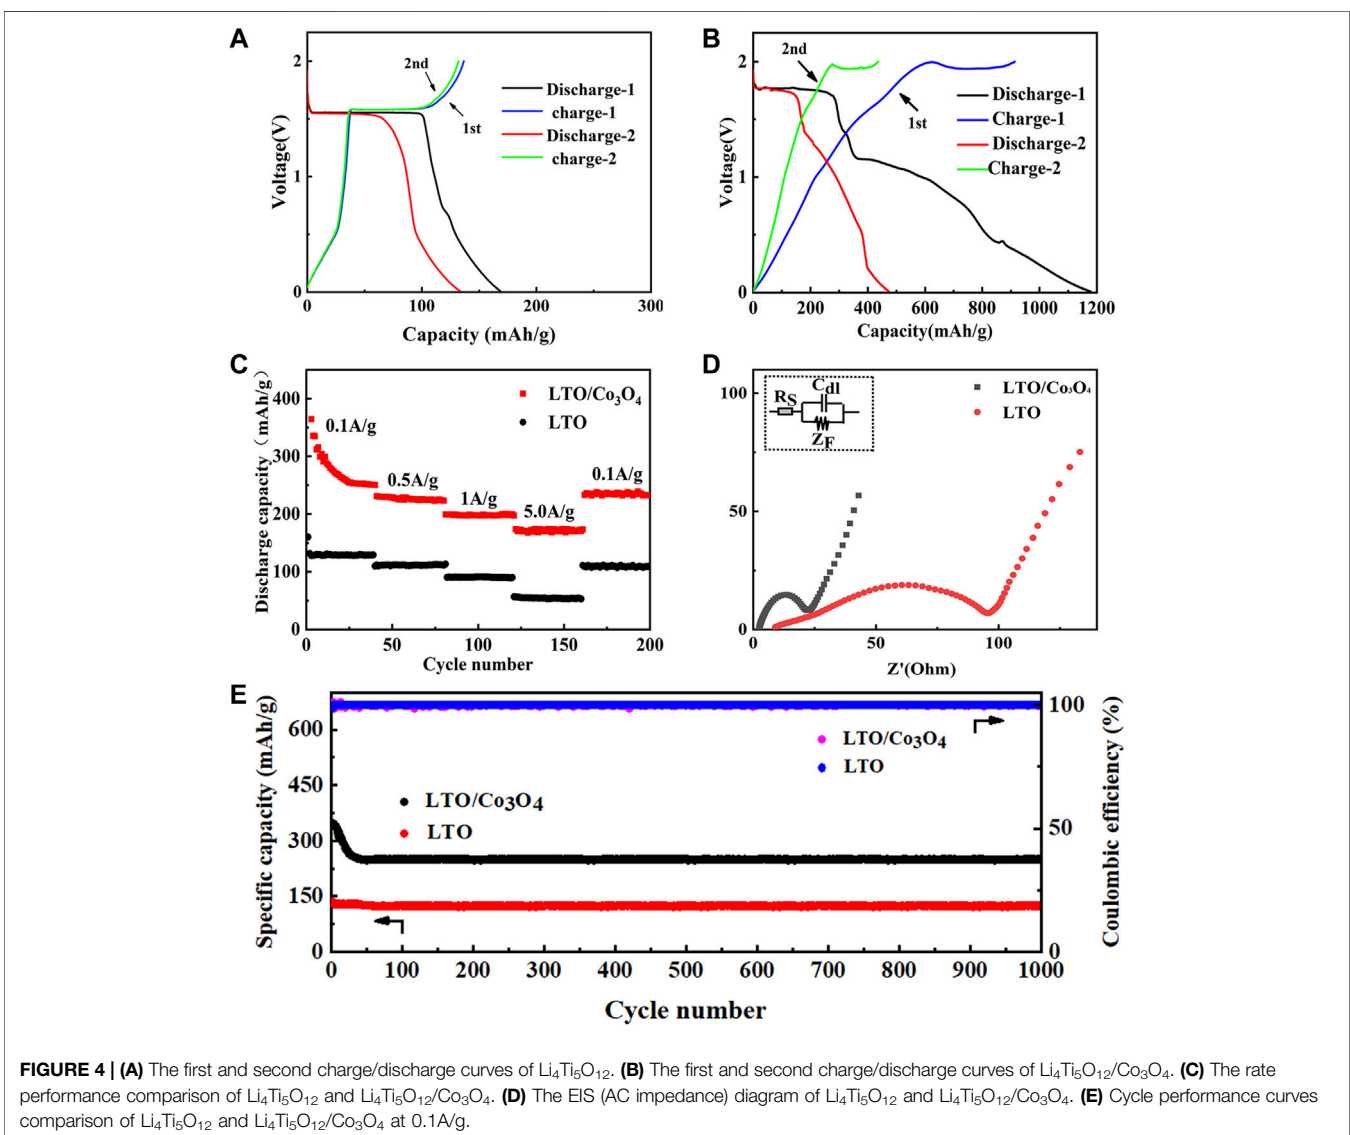 A
2
1
0
Voltage(V)
2nd
1st
Discharge-1
charge-1
Discharge-2
charge-2
0
100
200
300
Capacity (mAh/g)
B
2
1
0
Voltage(V)
2nd
1st
Discharge-1
Charge-1
Discharge-2
Charge-2
0
200
400
600
800
1000
1200
Capacity(mAh/g)
C
400
300
200
100
0
Discharge capacity（mAh/g）
LTO/Co₃O₄
LTO
0.1A/g
0.5A/g
1A/g
5.0A/g
0.1A/g
0
50
100
150
200
Cycle number
D
100
50
0
R_S
C_dl
Z_F
LTO/Co₃O₄
LTO
0
50
100
Z'(Ohm)
E
600
450
300
150
0
Specific capacity (mAh/g)
LTO/Co3O4
LTO
LTO/Co3O4
LTO
100
50
0
Coulombic efficiency (%)
0
100
200
300
400
500
600
700
800
900
1000
Cycle number
FIGURE 4 | (A) The first and second charge/discharge curves of Li₄Ti₅O₁₂. (B) The first and second charge/discharge curves of Li₄Ti₅O₁₂/Co₃O₄. (C) The rate
performance comparison of Li₄Ti₅O₁₂ and Li₄Ti₅O₁₂/Co₃O₄. (D) The EIS (AC impedance) diagram of Li₄Ti₅O₁₂ and Li₄Ti₅O₁₂/Co₃O₄. (E) Cycle performance curves
comparison of Li₄Ti₅O₁₂ and Li₄Ti₅O₁₂/Co₃O₄ at 0.1A/g.